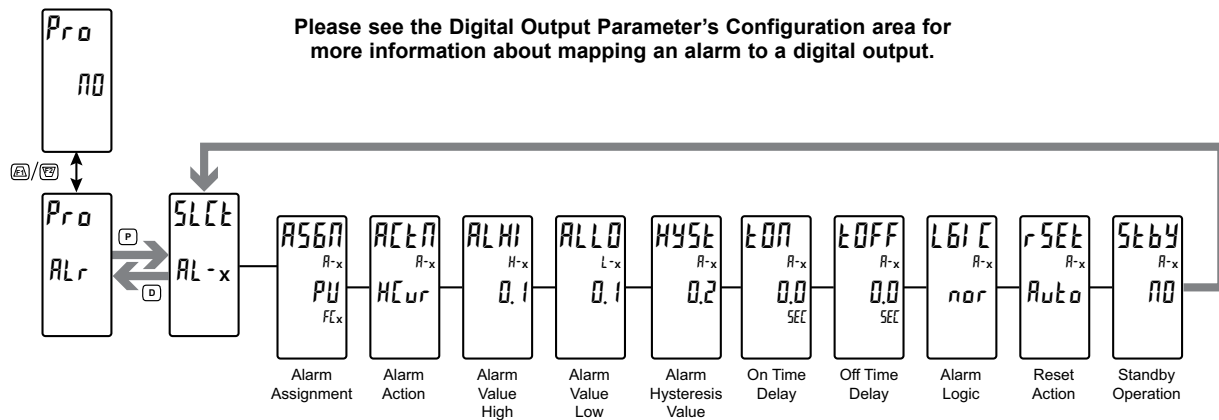 Please see the Digital Output Parameter's Configuration area for
more information about mapping an alarm to a digital output.
Pro
NO
F1/F2
Pro
ALr
P
D
SLCt
AL-x
ASGN
A-x
PV
FCx
Alarm
Assignment
ACtN
A-x
HCur
Alarm
Action
ALHI
H-x
0.1
Alarm
Value
High
ALLO
L-x
0.1
Alarm
Value
Low
HYSt
A-x
0.2
Alarm
Hysteresis
Value
tON
A-x
0.0
SEC
On Time
Delay
tOFF
A-x
0.0
SEC
Off Time
Delay
LGIC
A-x
nor
Alarm
Logic
rSEt
A-x
Auto
Reset
Action
Stby
A-x
NO
Standby
Operation